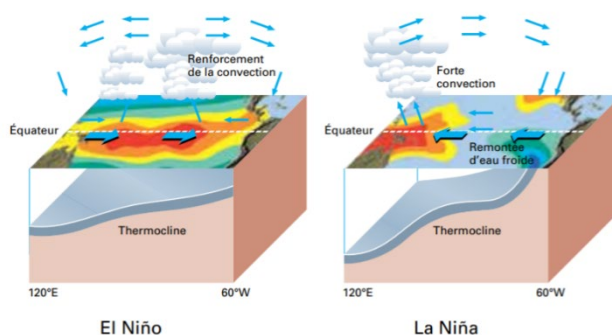 Renforcement
de la convection
Équateur
Thermocline
120°E
60°W
El Niño
Forte
convection
Équateur
Remontée
d'eau froide
Thermocline
120°E
60°W
La Niña